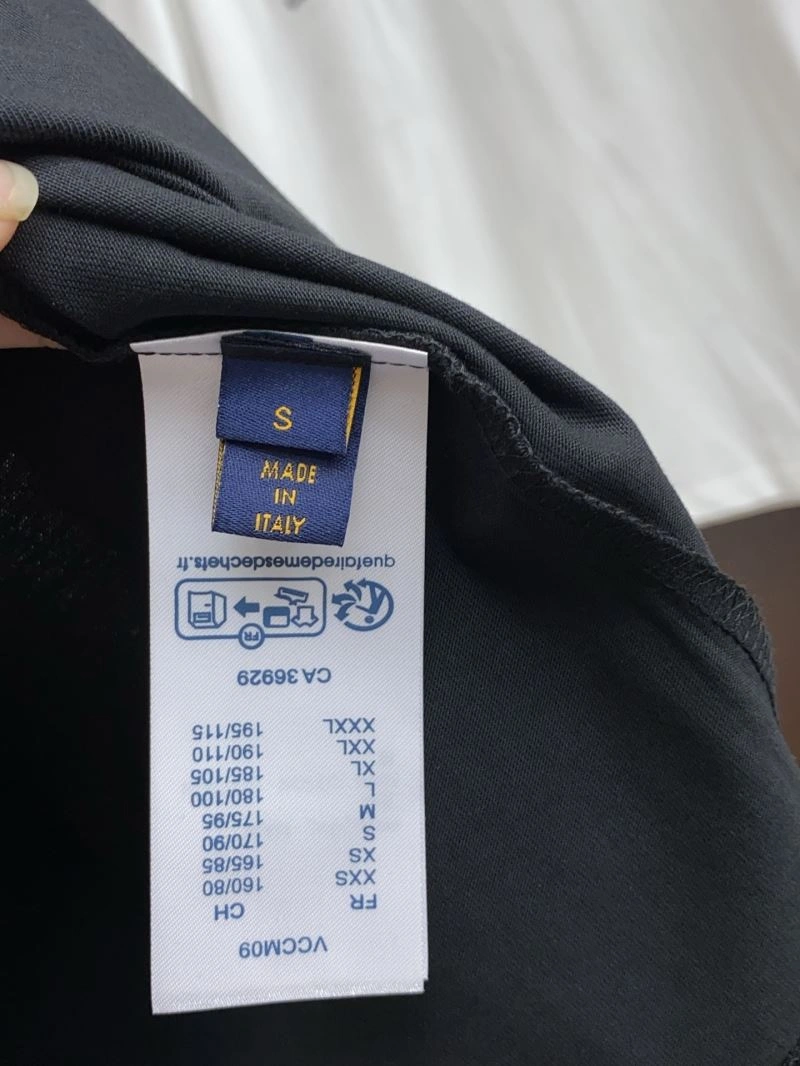 S
MADE
IN
ITALY
VCCM09
FR CH
XXS 160/80
XS 165/85
S 170/90
M 175/95
L 180/100
XL 185/105
XXL 190/110
XXXL 195/115
CA 36929
FR
quefairedemesdechets.fr